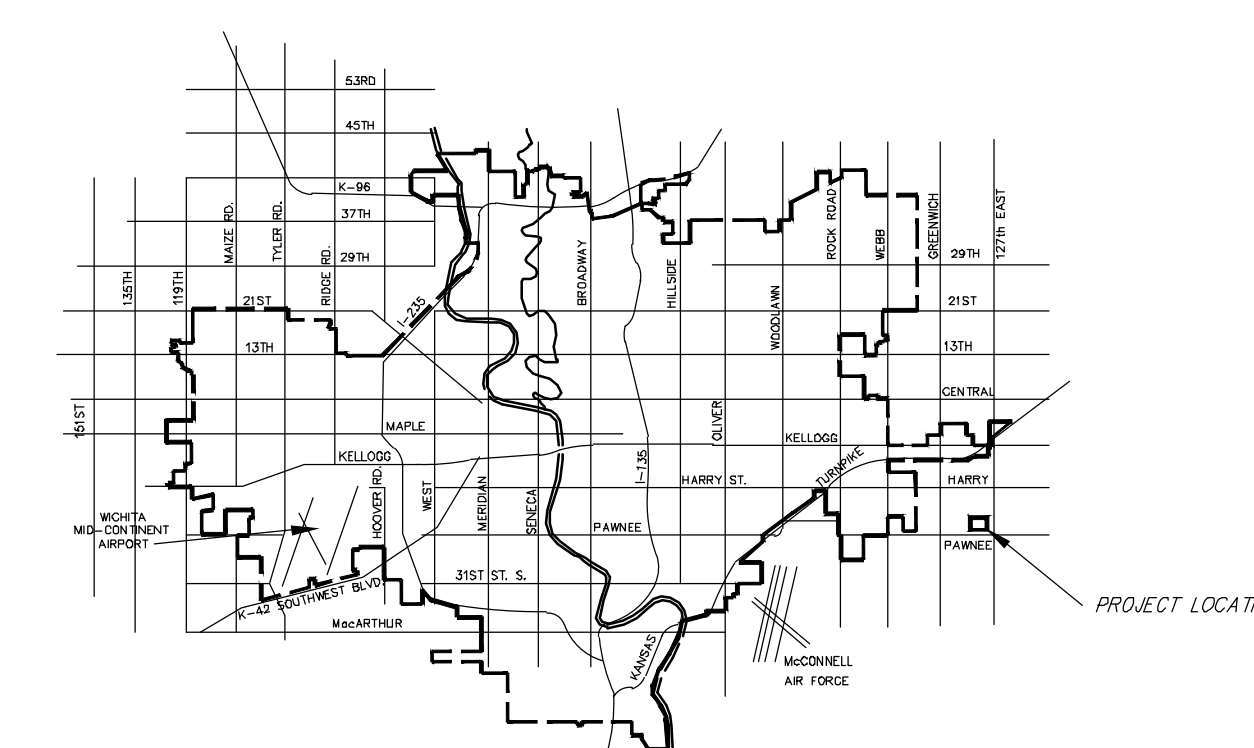 53RD
45TH
K-96
37TH
29TH
MAIZE RD.
TYLER RD.
RIDGE RD.
135TH
119TH
151ST
21ST
13TH
I-235
MAPLE
KELLOGG
HOOVER RD.
WEST
MERIDIAN
SENECA
BROADWAY
HILLSIDE
I-135
OLIVER
WOODLAWN
ROCK ROAD
WEBB
GREENWICH
127th EAST
29TH
21ST
13TH
CENTRAL
KELLOGG
TURNPIKE
HARRY ST.
HARRY
PAWNEE
PAWNEE
WICHITA
MID-CONTINENT
AIRPORT
31ST ST. S.
K-42 SOUTHWEST BLVD.
MacARTHUR
KANSAS
McCONNELL
AIR FORCE
PROJECT LOCATI